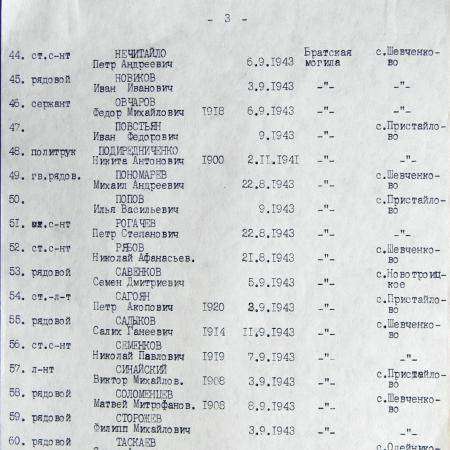 - 3 -
44. ст.с-нт НЕЧИТАЙЛО Братская с.Шевченко-
Петр Андреевич 6.9.1943 могила во
45. рядовой НОВИКОВ
Иван Иванович 3.9.1943 -"- -"-
46. сержант ОВЧАРОВ
Федор Михайлович 1918 6.9.1943 -"- -"-
47. ПОВСТЬЯН с.Пристайло-
Иван Федорович 9.1943 -"- во
48. политрук ПОДИРЕДНИЧЕНКО
Никита Антонович 1900 2.11.1941 -"- -"-
49. гв.рядов. ПОНОМАРЕВ с.Шевченко-
Михаил Андреевич 22.8.1943 -"- во
50. ПОПОВ с.Пристайло-
Илья Васильевич 9.1943 -"- во
51. мл.с-нт РОГАЧЕВ
Петр Степанович 22.8.1943 -"- -"-
52. ст.с-нт РЯБОВ с.Шевченко-
Николай Афанасьев. 21.8.1943 -"- во
53. рядовой САВЕНКОВ с.Новотроиц-
Семен Дмитриевич 5.9.1943 -"- кое
54. ст.-л-т САГОЯН с.Пристайло-
Петр Акопович 1920 3.9.1943 -"- во
55. рядовой САДЫКОВ с.Шевченко-
Салих Ганеевич 1914 11.9.1943 -"- во
56. ст.с-нт СЕМЕНКОВ
Николай Павлович 1919 7.9.1943 -"- -"-
57. л-нт СИНАЙСКИЙ с.Пристайло-
Виктор Михайлов. 1908 3.9.1943 -"- во
58. рядовой СОЛОМЕНЦЕВ с.Шевченко-
Матвей Митрофанов. 1908 8.9.1943 -"- во
59. рядовой СТОРОЖЕВ
Филипп Михайлович 3.9.1943 -"- -"-
60. рядовой ТАСКАЕВ с.Олейнико-